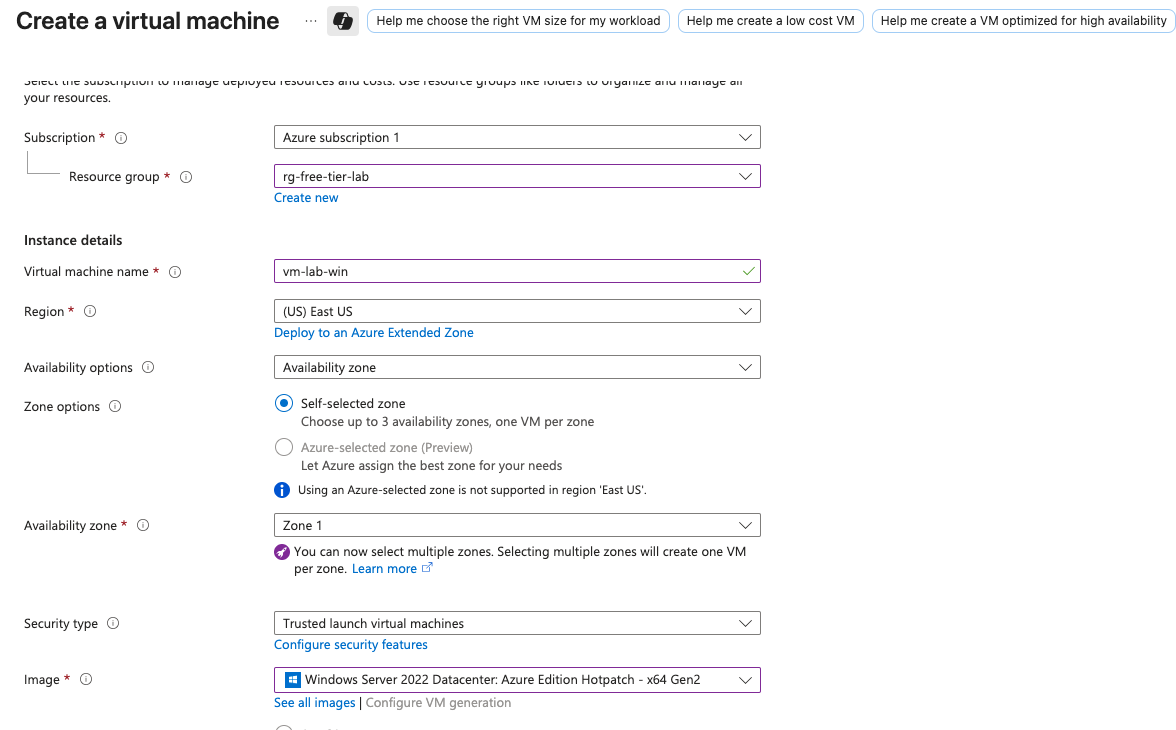 Create a virtual machine ...
Help me choose the right VM size for my workload
Help me create a low cost VM
Help me create a VM optimized for high availability
Select the subscription to manage deployed resources and costs. Use resource groups like folders to organize and manage all
your resources.
Subscription *
Azure subscription 1
Resource group *
rg-free-tier-lab
Create new
Instance details
Virtual machine name *
vm-lab-win
Region *
(US) East US
Deploy to an Azure Extended Zone
Availability options
Availability zone
Zone options
Self-selected zone
Choose up to 3 availability zones, one VM per zone
Azure-selected zone (Preview)
Let Azure assign the best zone for your needs
Using an Azure-selected zone is not supported in region 'East US'.
Availability zone *
Zone 1
You can now select multiple zones. Selecting multiple zones will create one VM
per zone. Learn more
Security type
Trusted launch virtual machines
Configure security features
Image *
Windows Server 2022 Datacenter: Azure Edition Hotpatch - x64 Gen2
See all images | Configure VM generation